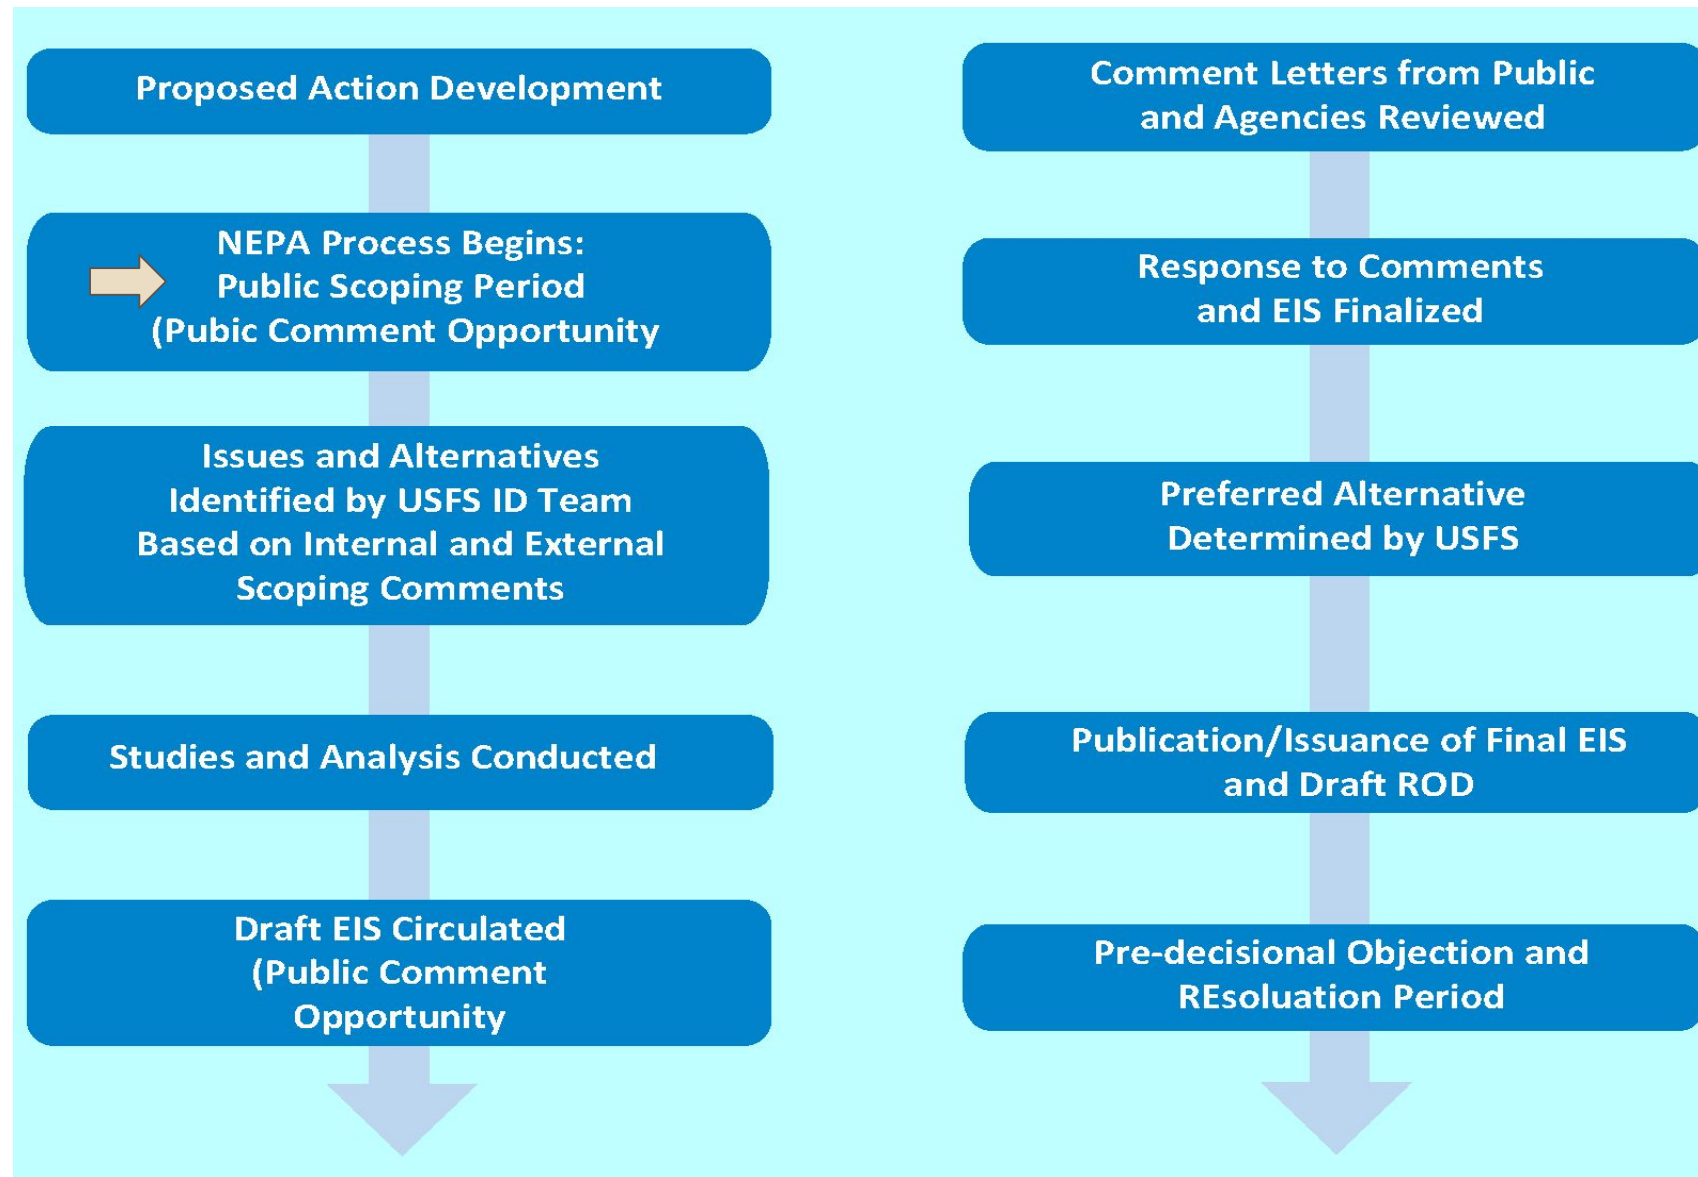 Proposed Action Development
NEPA Process Begins:
Public Scoping Period
(Pubic Comment Opportunity
Issues and Alternatives
Identified by USFS ID Team
Based on Internal and External
Scoping Comments
Studies and Analysis Conducted
Draft EIS Circulated
(Public Comment
Opportunity
Comment Letters from Public
and Agencies Reviewed
Response to Comments
and EIS Finalized
Preferred Alternative
Determined by USFS
Publication/Issuance of Final EIS
and Draft ROD
Pre-decisional Objection and
REsoluation Period